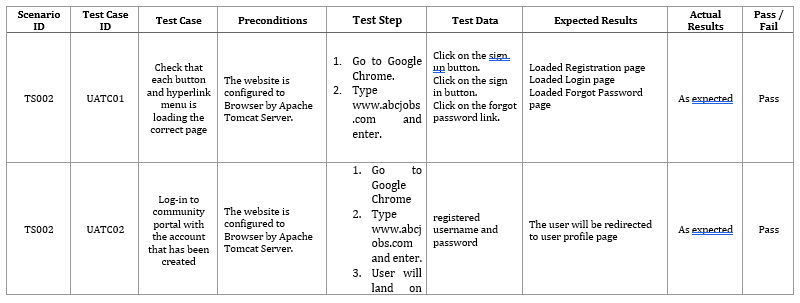 Scenario ID
Test Case ID
Test Case
Preconditions
Test Step
Test Data
Expected Results
Actual Results
Pass / Fail
TS002
UATC01
Check that
each button
and hyperlink
menu is
loading the
correct page
The website is
configured to
Browser by Apache
Tomcat Server.
1. Go to Google
Chrome.
2. Type
www.abcjobs
.com and
enter.
Click on the sign
up button.
Click on the sign
in button.
Click on the forgot
password link.
Loaded Registration page
Loaded Login page
Loaded Forgot Password
page
As expected
Pass
TS002
UATC02
Log-in to
community
portal with
the account
that has been
created
The website is
configured to
Browser by Apache
Tomcat Server.
1. Go to
Google
Chrome
2. Type
www.abcj
obs.com
and enter.
3. User will
land on
registered
username and
password
The user will be redirected
to user profile page
As expected
Pass